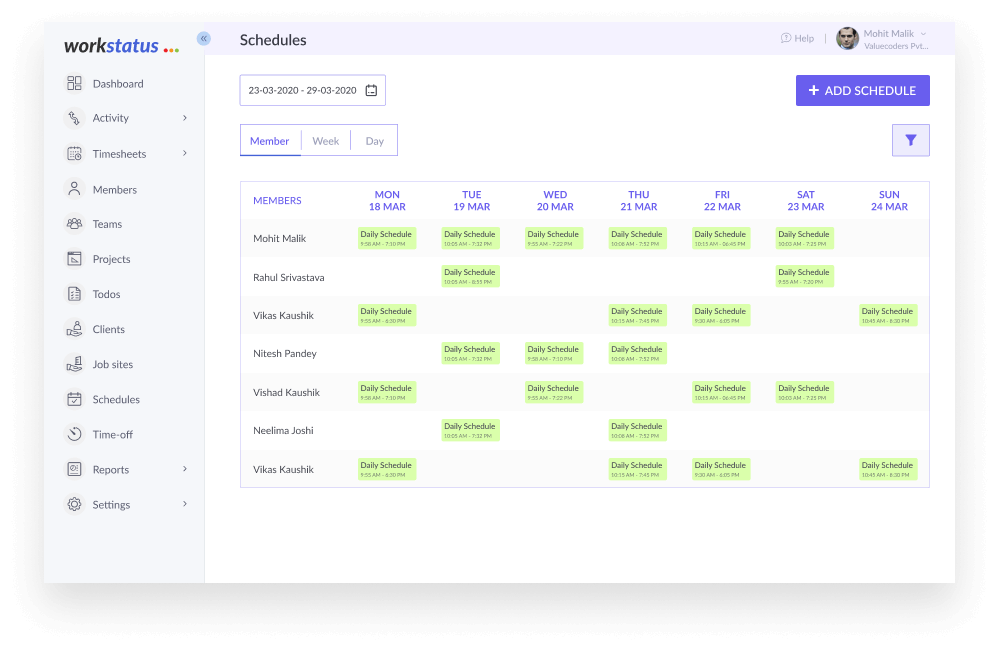 workstatus
Schedules
Help
Mohit Malik
Valuecoders Pvt...
Dashboard
Activity
Timesheets
Members
Teams
Projects
Todos
Clients
Job sites
Schedules
Time-off
Reports
Settings
23-03-2020 - 29-03-2020
+ ADD SCHEDULE
Member Week Day
MEMBERS
MON
18 MAR
TUE
19 MAR
WED
20 MAR
THU
21 MAR
FRI
22 MAR
SAT
23 MAR
SUN
24 MAR
Mohit Malik
Daily Schedule
9:58 AM - 7:10 PM
Daily Schedule
10:05 AM - 7:32 PM
Daily Schedule
9:55 AM - 7:22 PM
Daily Schedule
10:08 AM - 7:52 PM
Daily Schedule
10:15 AM - 06:45 PM
Daily Schedule
10:03 AM - 7:25 PM
Rahul Srivastava
Daily Schedule
10:05 AM - 8:55 PM
Daily Schedule
9:55 AM - 7:20 PM
Vikas Kaushik
Daily Schedule
9:55 AM - 6:30 PM
Daily Schedule
10:15 AM - 7:45 PM
Daily Schedule
9:30 AM - 6:05 PM
Daily Schedule
10:45 AM - 8:30 PM
Nitesh Pandey
Daily Schedule
10:05 AM - 7:32 PM
Daily Schedule
9:58 AM - 7:10 PM
Daily Schedule
10:08 AM - 7:52 PM
Vishad Kaushik
Daily Schedule
9:58 AM - 7:10 PM
Daily Schedule
9:55 AM - 7:22 PM
Daily Schedule
10:15 AM - 06:45 PM
Daily Schedule
10:03 AM - 7:25 PM
Neelima Joshi
Daily Schedule
10:05 AM - 7:32 PM
Daily Schedule
10:08 AM - 7:52 PM
Vikas Kaushik
Daily Schedule
9:55 AM - 6:30 PM
Daily Schedule
10:15 AM - 7:45 PM
Daily Schedule
9:30 AM - 6:05 PM
Daily Schedule
10:45 AM - 8:30 PM